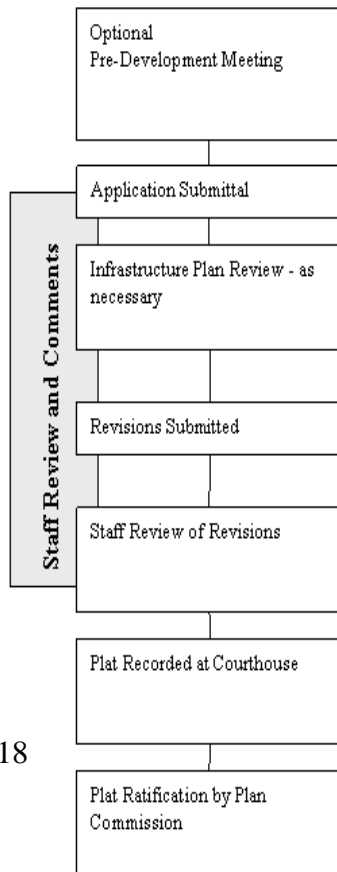 Optional
Pre-Development Meeting
Application Submittal
Staff Review and Comments
Infrastructure Plan Review - as
necessary
Revisions Submitted
Staff Review of Revisions
Plat Recorded at Courthouse
18
Plat Ratification by Plan
Commission